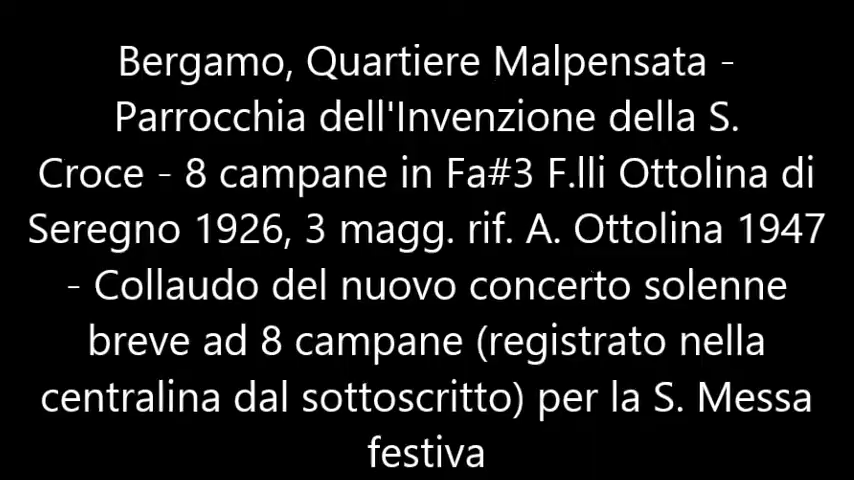 Bergamo, Quartiere Malpensata -
Parrocchia dell'Invenzione della S.
Croce - 8 campane in Fa#3 F.lli Ottolina di
Seregno 1926, 3 magg. rif. A. Ottolina 1947
- Collaudo del nuovo concerto solenne
breve ad 8 campane (registrato nella
centralina dal sottoscritto) per la S. Messa
festiva